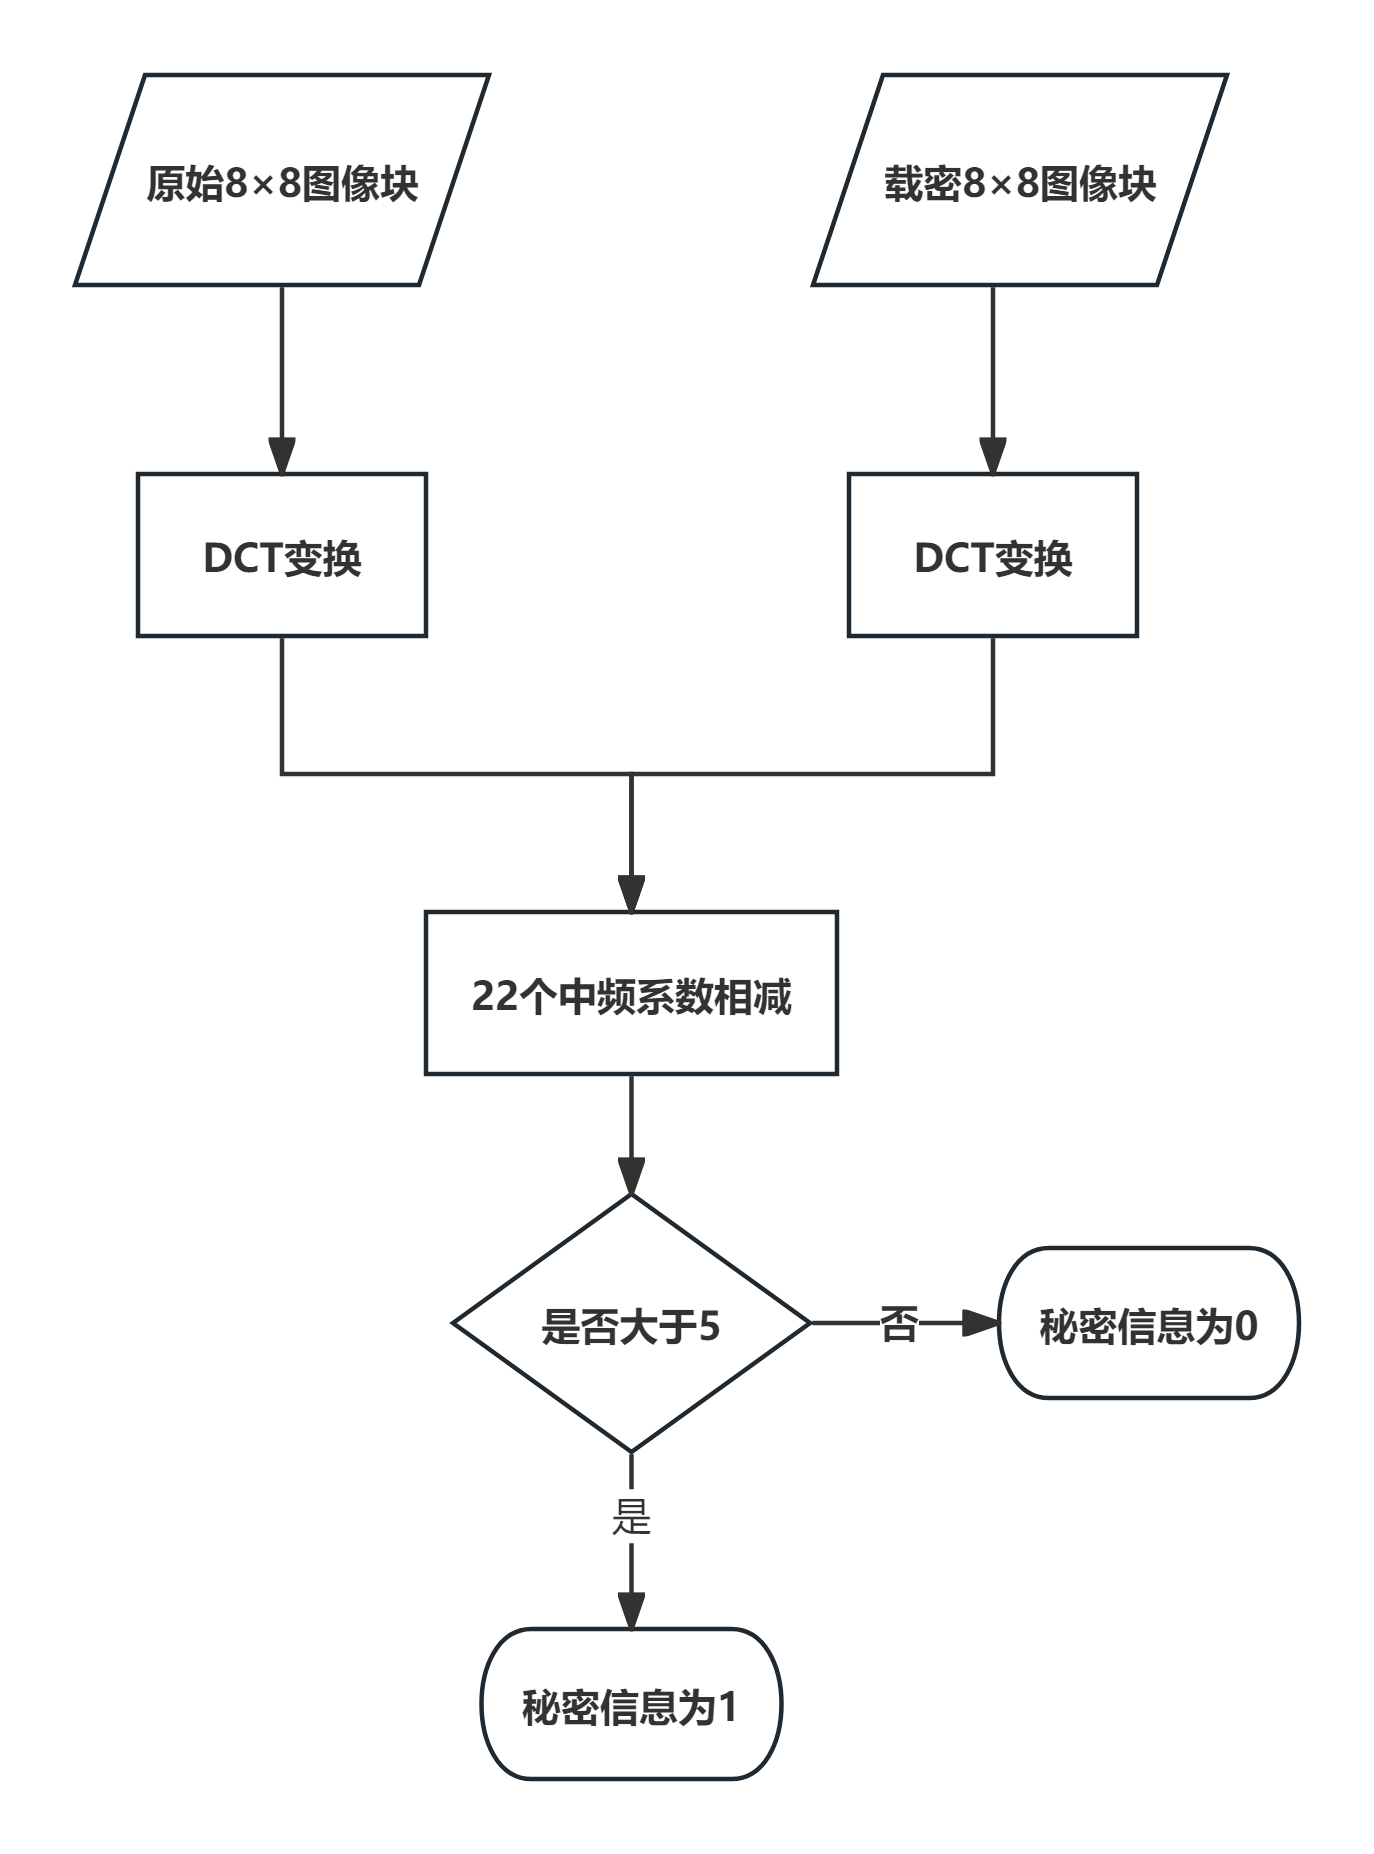 原始8×8图像块
载密8×8图像块
DCT变换
DCT变换
22个中频系数相减
是否大于5
否
秘密信息为0
是
秘密信息为1